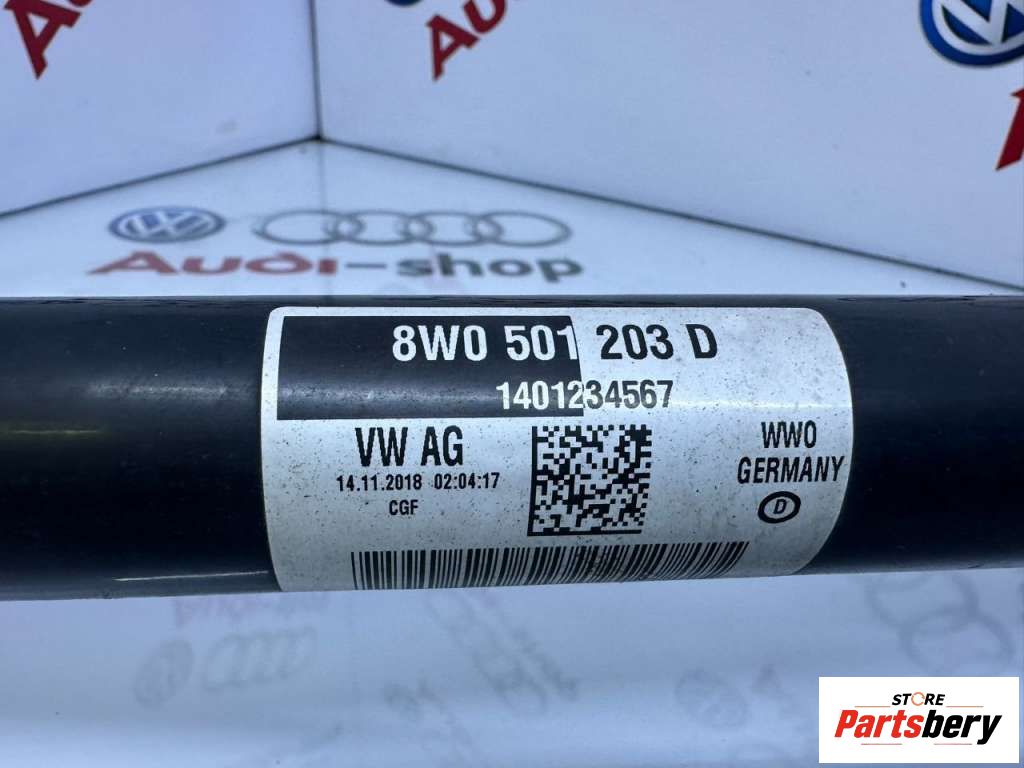 Audi-shop
8W0 501 203 D
1401234567
VW AG
14.11.2018 02:04:17
CGF
WWO
GERMANY
D
STORE
Partsbery